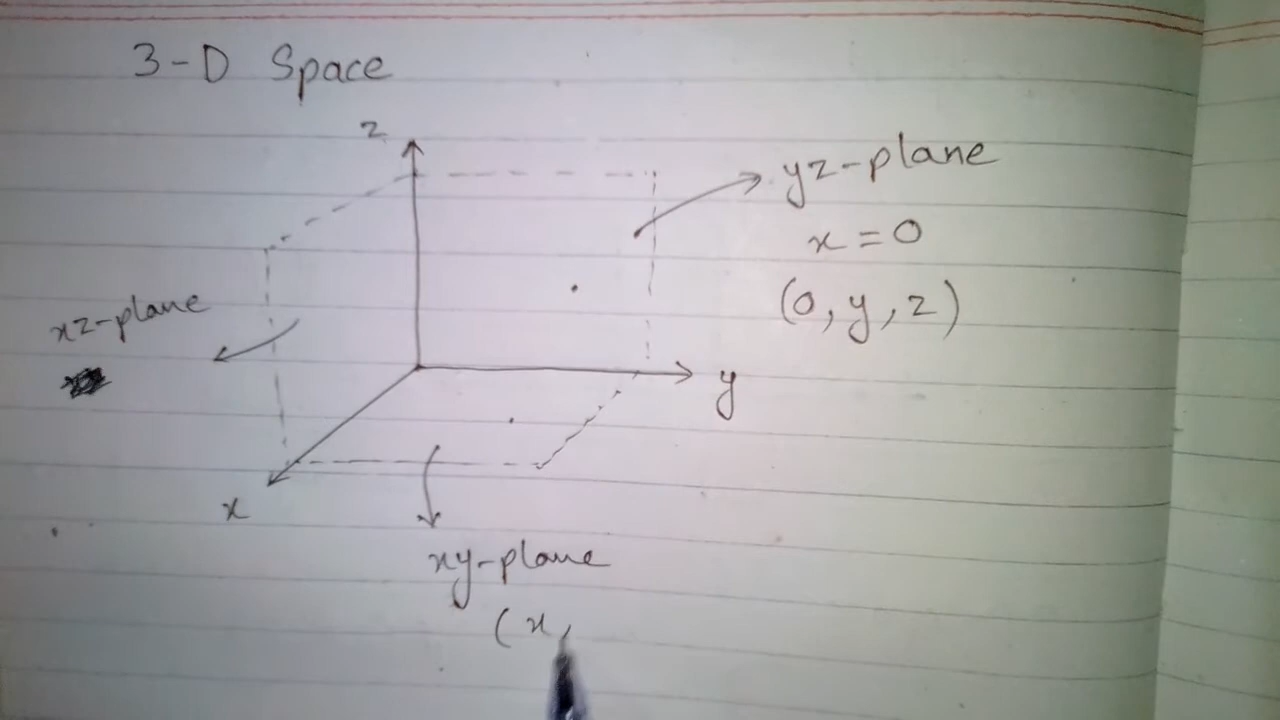 3-D Space
z
yz-plane
x = 0
(0, y, z)
xz-plane
y
x
xy-plane
(x,